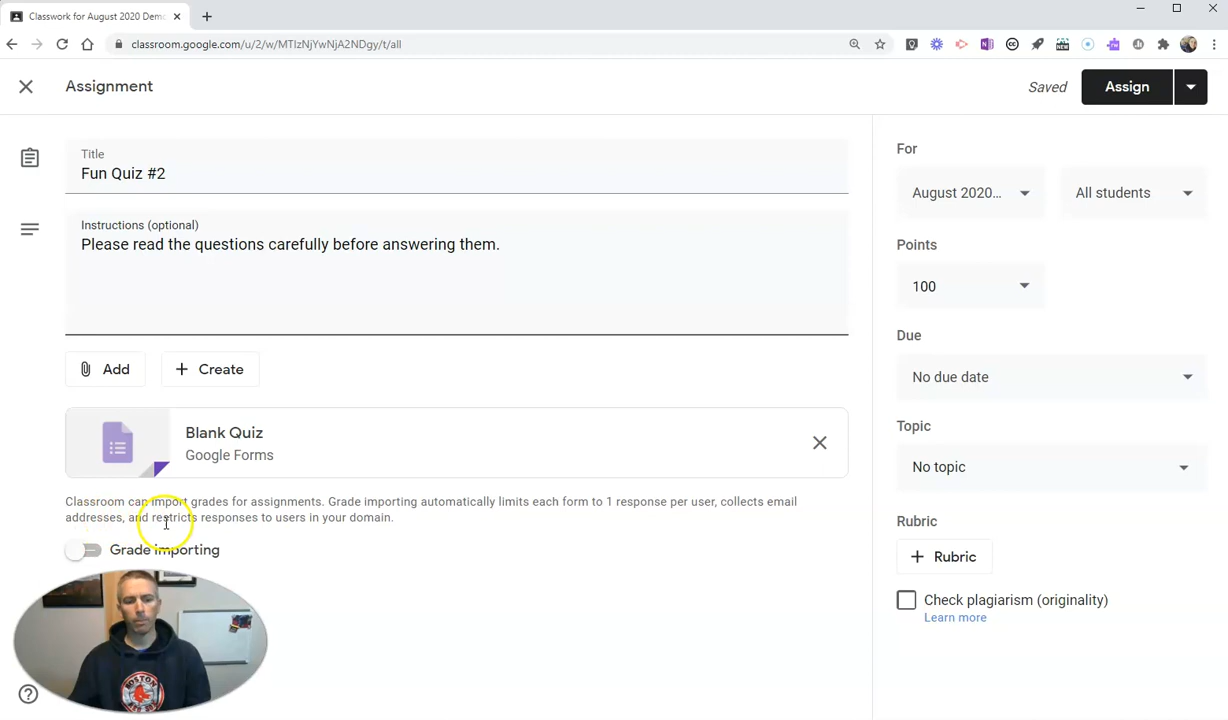 Classwork for August 2020 Demo
classroom.google.com/u/2/w/MTIzNjYwNjA2NDgy/t/all
Assignment
Saved
Assign
Title
Fun Quiz #2
Instructions (optional)
Please read the questions carefully before answering them.
Add
Create
Blank Quiz
Google Forms
Classroom can import grades for assignments. Grade importing automatically limits each form to 1 response per user, collects email
addresses, and restricts responses to users in your domain.
Grade importing
For
August 2020...
All students
Points
100
Due
No due date
Topic
No topic
Rubric
Rubric
Check plagiarism (originality)
Learn more